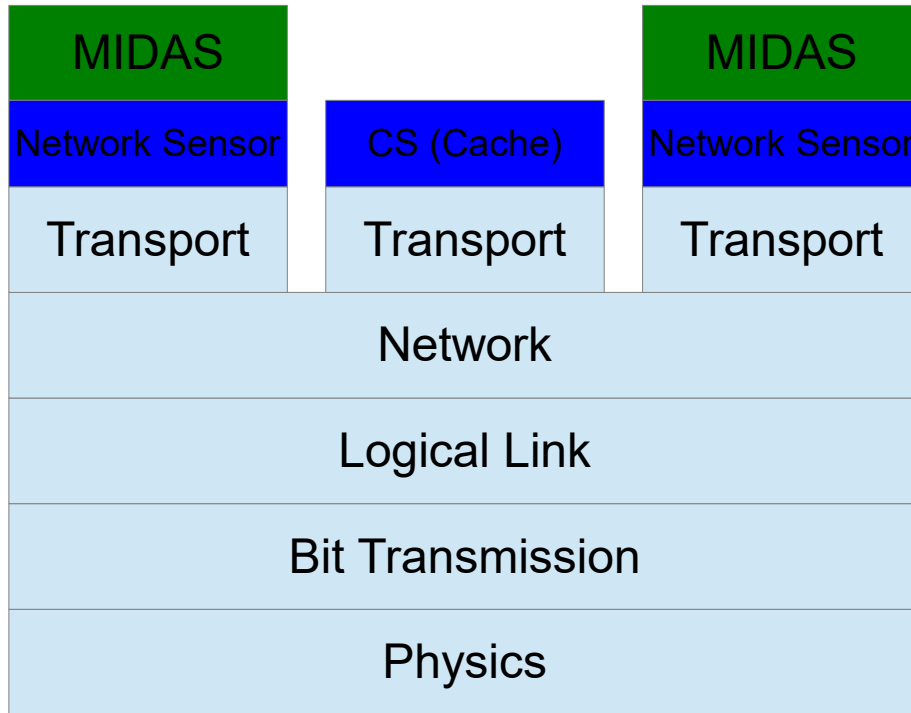 MIDAS
MIDAS
Network Sensor
CS (Cache)
Network Sensor
Transport
Transport
Transport
Network
Logical Link
Bit Transmission
Physics